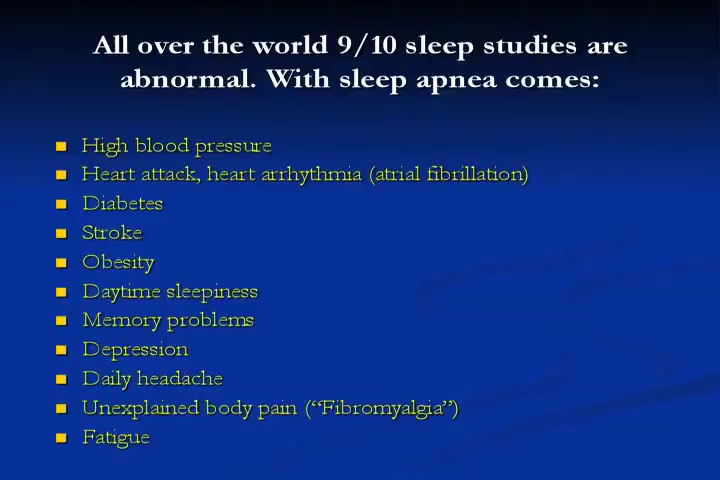 All over the world 9/10 sleep studies are
abnormal. With sleep apnea comes:
High blood pressure
Heart attack, heart arrhythmia (atrial fibrillation)
Diabetes
Stroke
Obesity
Daytime sleepiness
Memory problems
Depression
Daily headache
Unexplained body pain (“Fibromyalgia”)
Fatigue